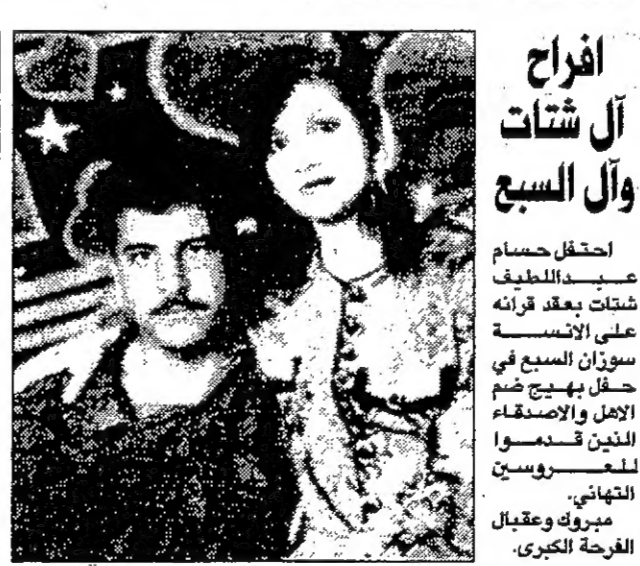 افراح
آل شتات
وآل السبع
احتفل حسام
عبداللطيف
شتات بعقد قرانه
على الانسة
سوزان السبع في
حفل بهيج ضم
الاهل والاصدقاء
الذين قدموا
للعروسين
التهاني.
مبروك وعقبال
الفرحة الكبرى.